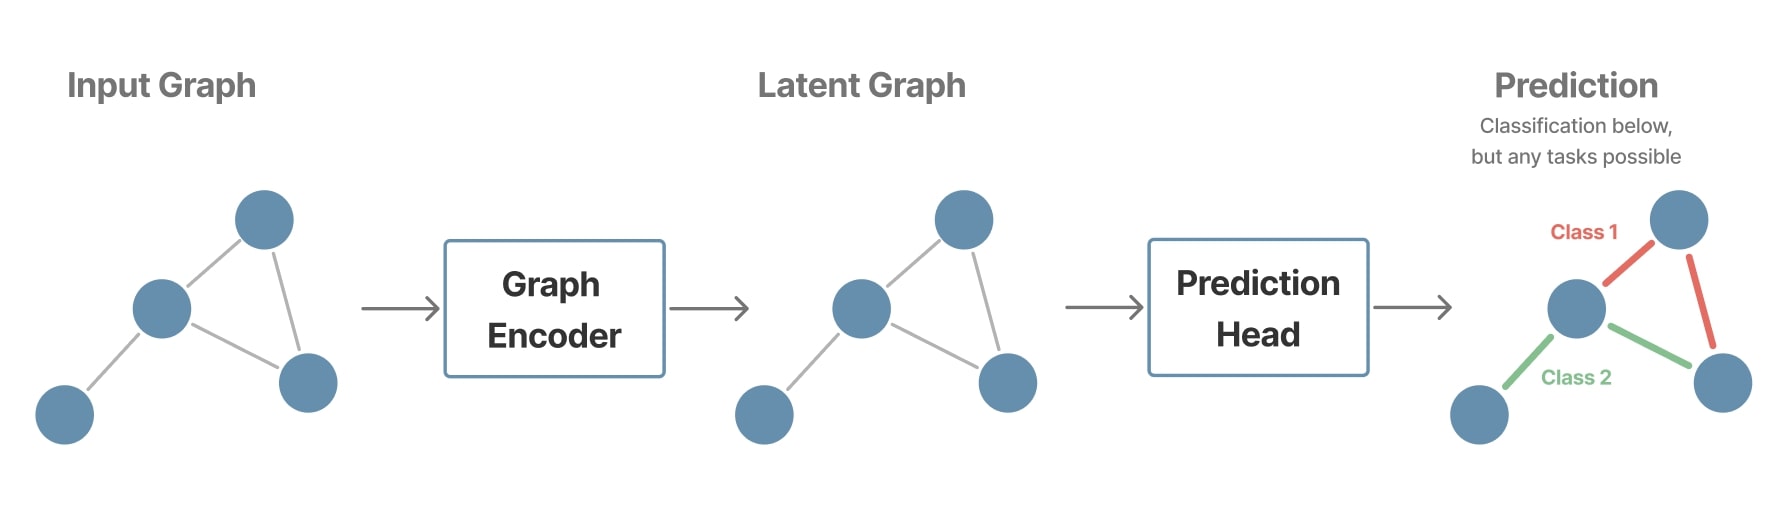 Input Graph
Graph
Encoder
Latent Graph
Prediction
Head
Prediction
Classification below,
but any tasks possible
Class 1
Class 2